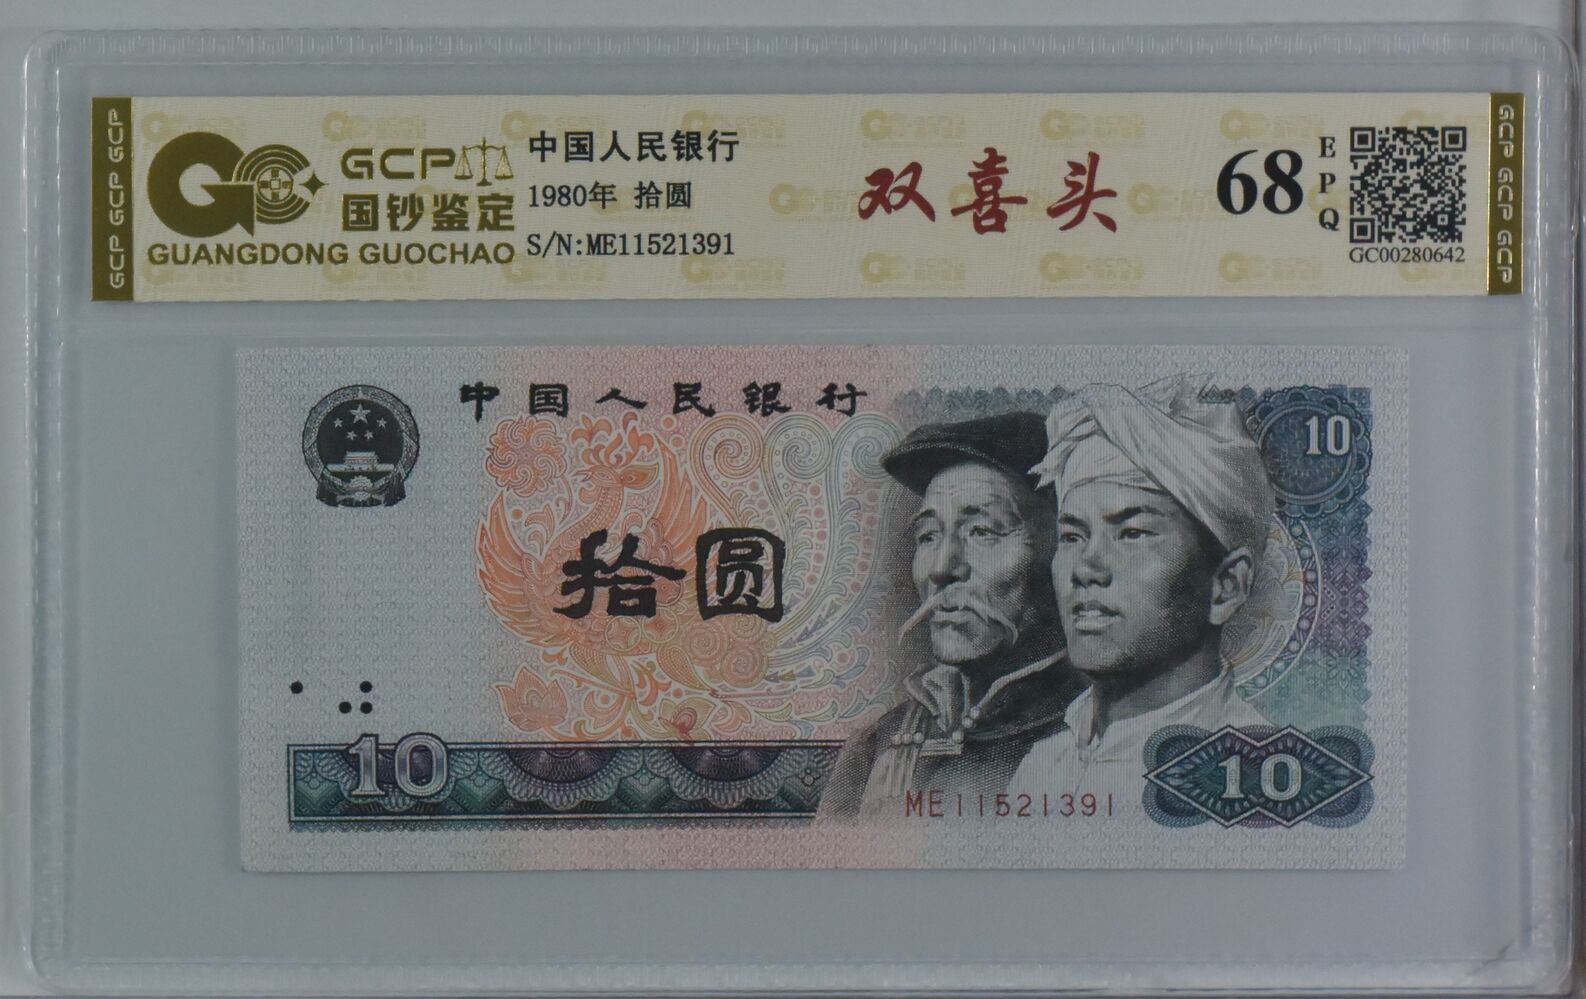 GCP
国钞鉴定
GUANGDONG GUOCHAO
中国人民银行
1980年 拾圆
S/N:ME11521391
双喜头
68
EPQ
GC00280642
GCP GCP GCP
GCP GCP GCP
中国人民银行
10
拾圆
10
ME11521391
10